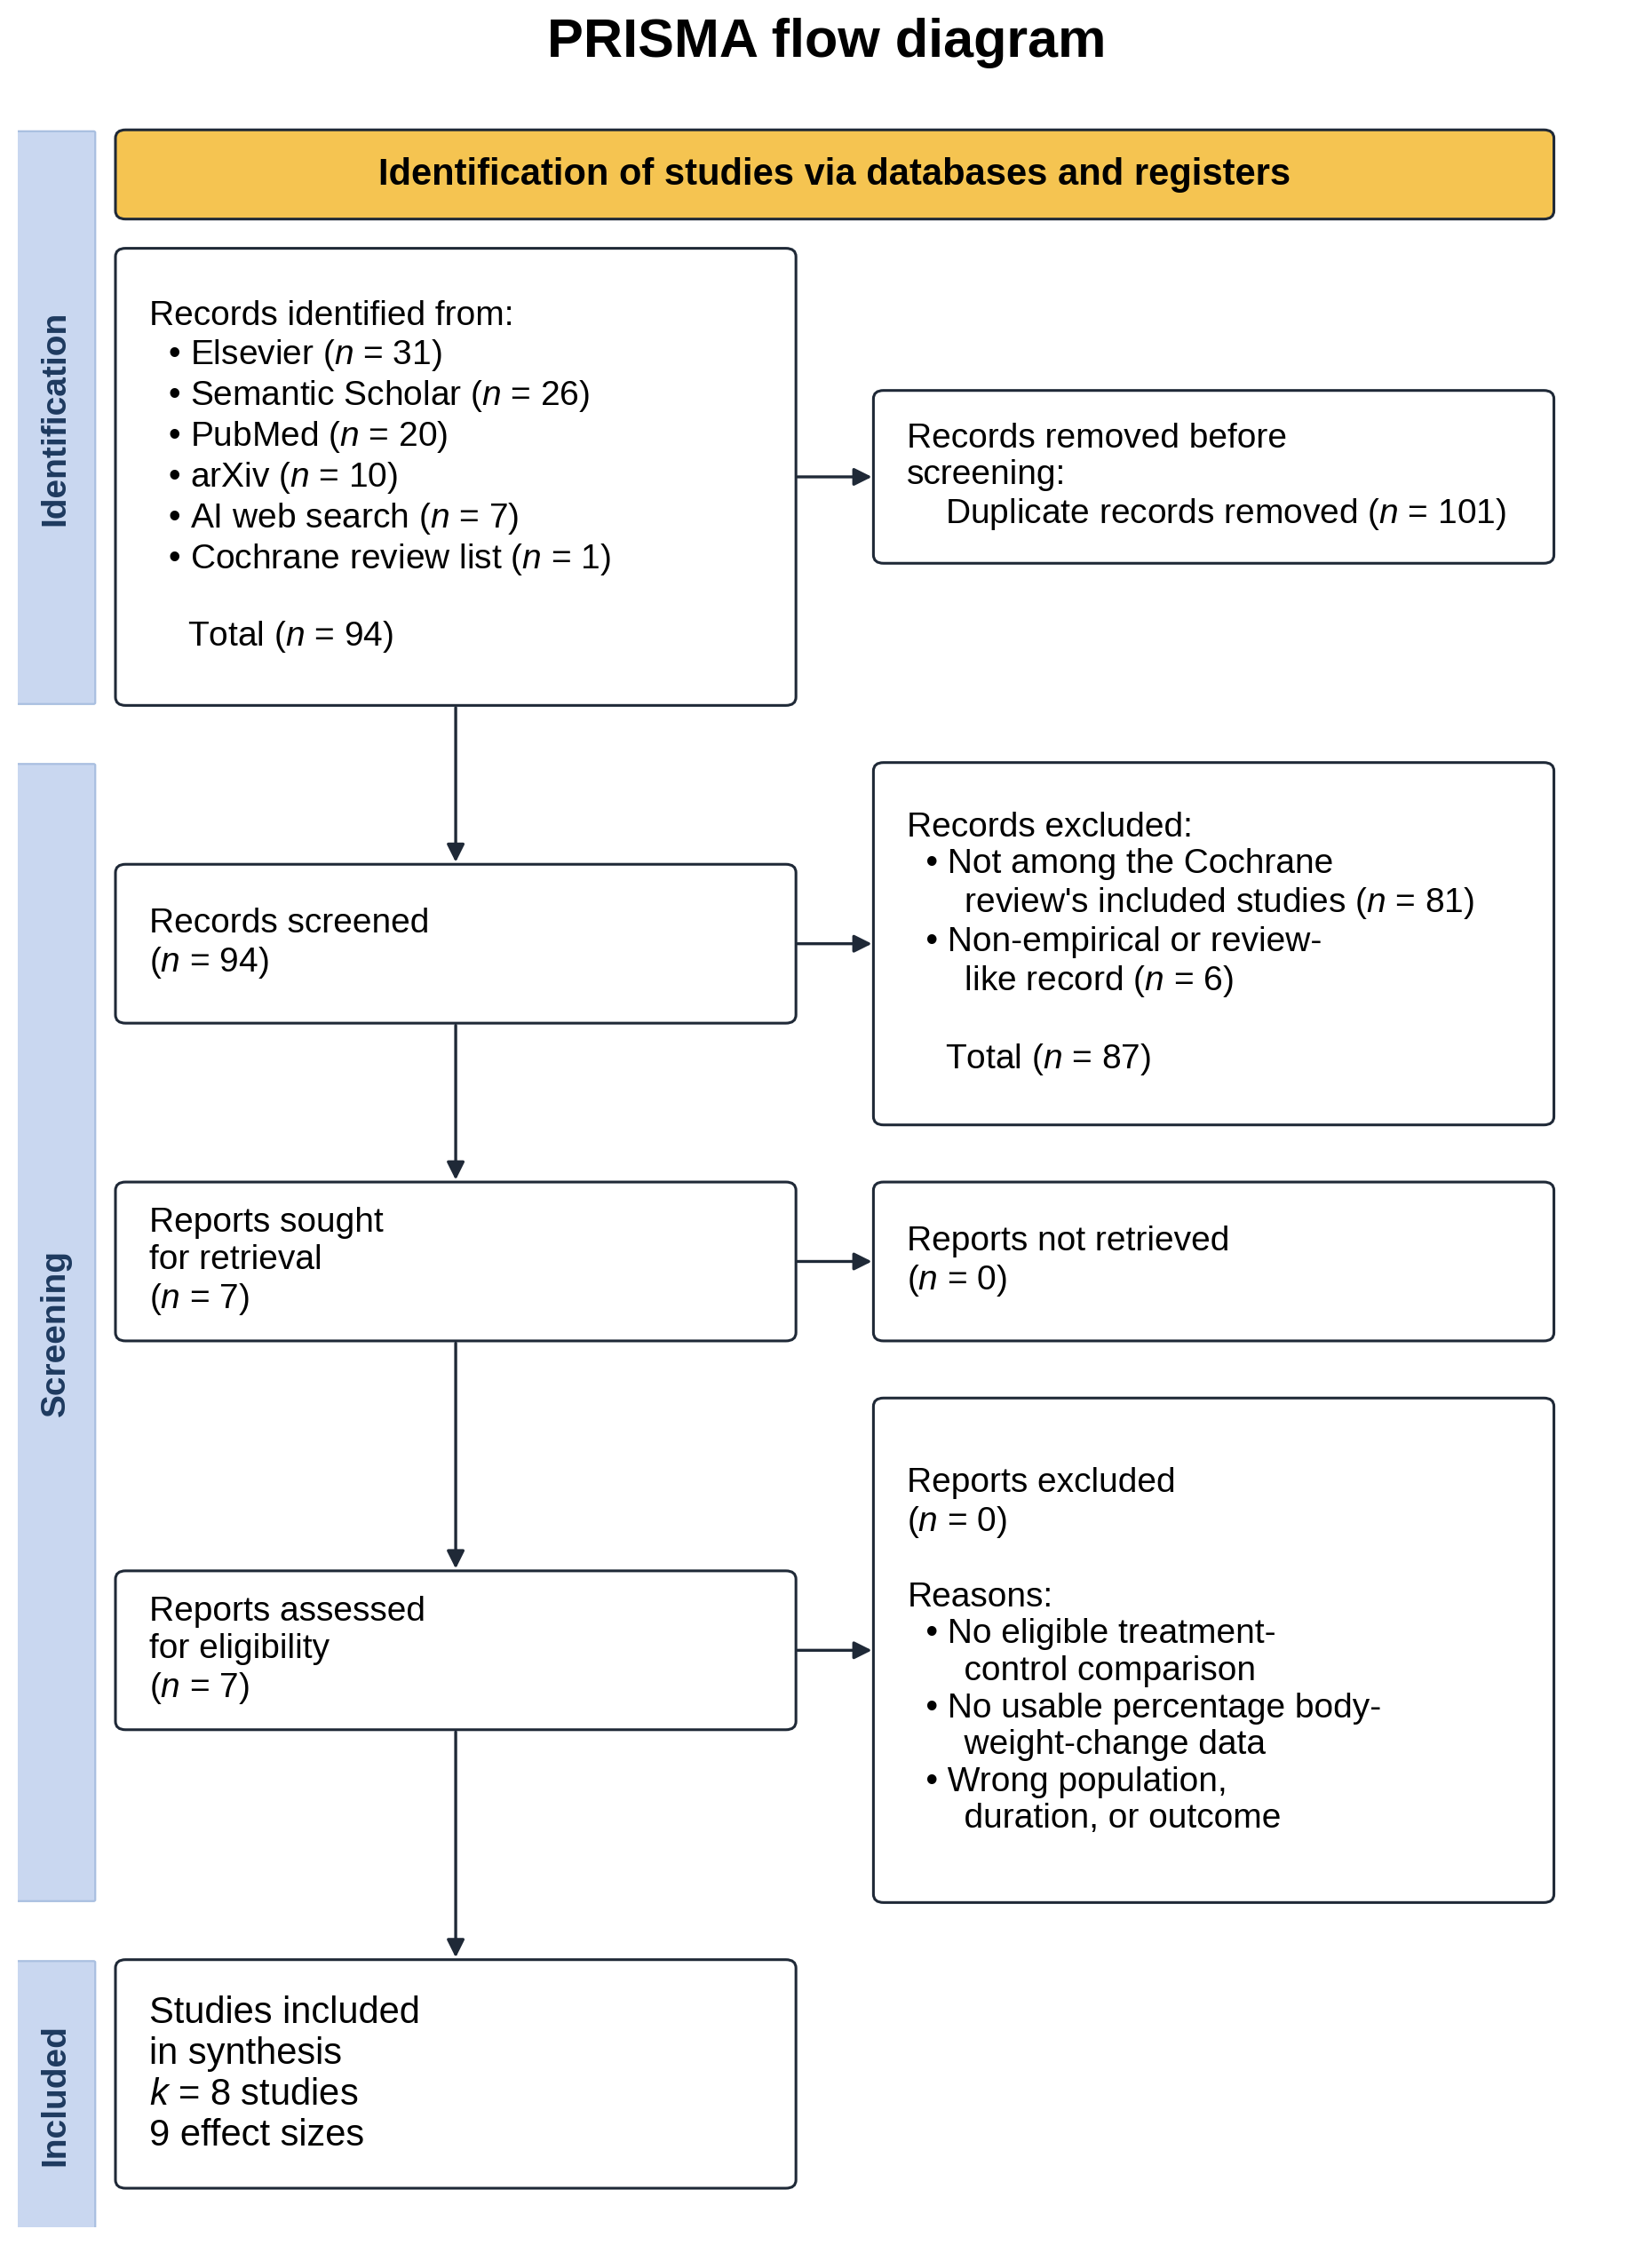 PRISMA flow diagram
Identification of studies via databases and registers
Identification
Records identified from:
• Elsevier (n = 31)
• Semantic Scholar (n = 26)
• PubMed (n = 20)
• arXiv (n = 10)
• AI web search (n = 7)
• Cochrane review list (n = 1)
Total (n = 94)
Records removed before
screening:
Duplicate records removed (n = 101)
Screening
Records screened
(n = 94)
Records excluded:
• Not among the Cochrane
review's included studies (n = 81)
• Non-empirical or review-
like record (n = 6)
Total (n = 87)
Reports sought
for retrieval
(n = 7)
Reports not retrieved
(n = 0)
Reports assessed
for eligibility
(n = 7)
Reports excluded
(n = 0)
Reasons:
• No eligible treatment-
control comparison
• No usable percentage body-
weight-change data
• Wrong population,
duration, or outcome
Included
Studies included
in synthesis
k = 8 studies
9 effect sizes